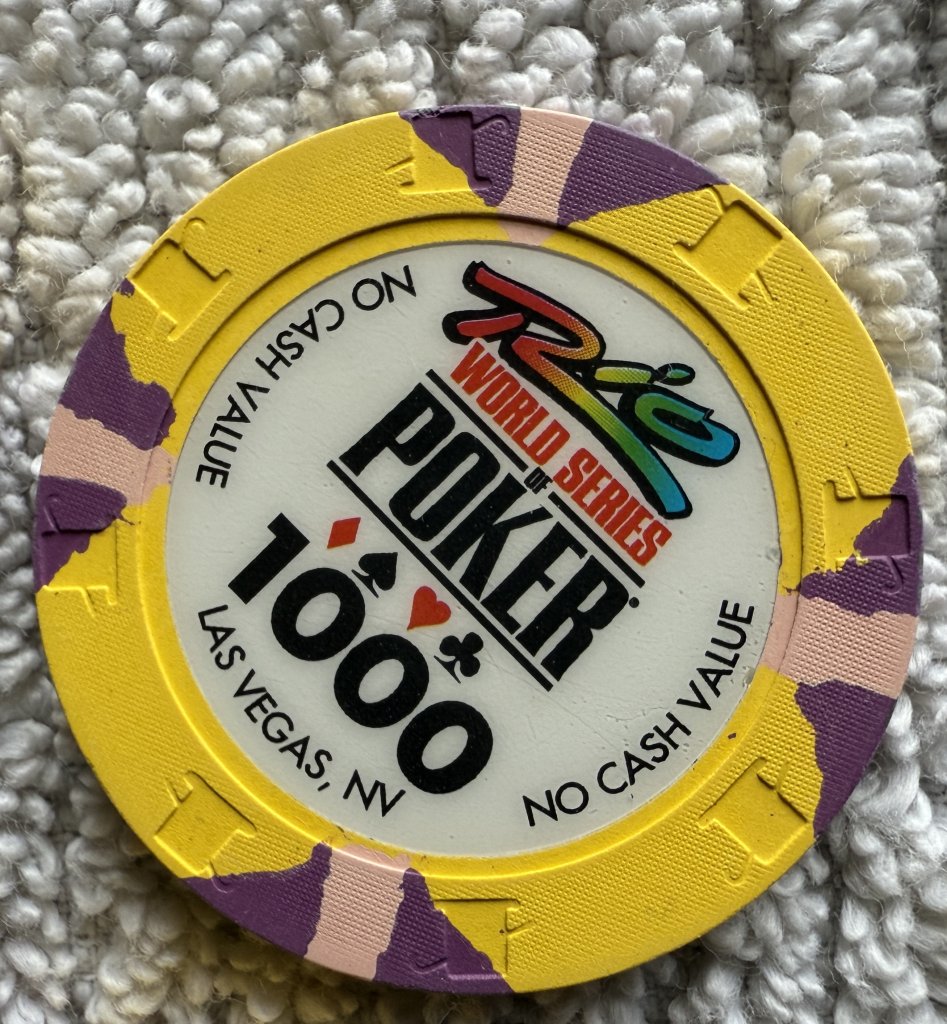 Rio
WORLD SERIES
OF
POKER
1000
NO CASH VALUE
LAS VEGAS, NV
NO CASH VALUE